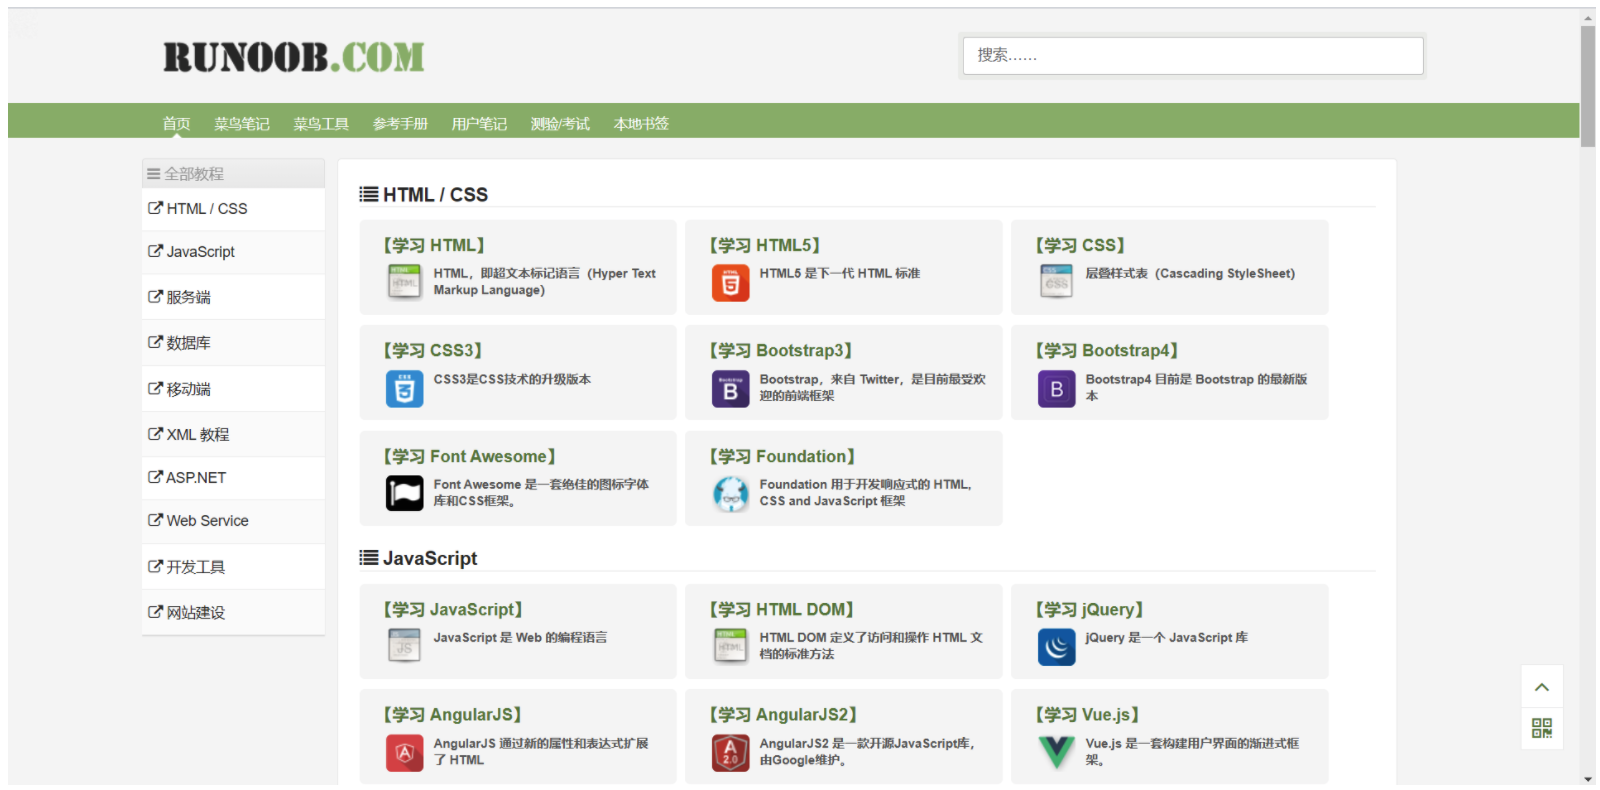 RUNOOB.COM
搜索......
首页 菜鸟笔记 菜鸟工具 参考手册 用户笔记 测验/考试 本地书签
全部教程
HTML / CSS
JavaScript
服务端
数据库
移动端
XML 教程
ASP.NET
Web Service
开发工具
网站建设
HTML / CSS
【学习 HTML】
HTML，即超文本标记语言（Hyper Text
Markup Language）
【学习 HTML5】
HTML5 是下一代 HTML 标准
【学习 CSS】
层叠样式表（Cascading StyleSheet）
【学习 CSS3】
CSS3是CSS技术的升级版本
【学习 Bootstrap3】
Bootstrap，来自 Twitter，是目前最受欢
迎的前端框架
【学习 Bootstrap4】
Bootstrap4 目前是 Bootstrap 的最新版
本
【学习 Font Awesome】
Font Awesome 是一套绝佳的图标字体
库和CSS框架。
【学习 Foundation】
Foundation 用于开发响应式的 HTML,
CSS and JavaScript 框架
JavaScript
【学习 JavaScript】
JavaScript 是 Web 的编程语言
【学习 HTML DOM】
HTML DOM 定义了访问和操作 HTML 文
档的标准方法
【学习 jQuery】
jQuery 是一个 JavaScript 库
【学习 AngularJS】
AngularJS 通过新的属性和表达式扩展
了 HTML
【学习 AngularJS2】
AngularJS2 是一款开源JavaScript库，
由Google维护。
【学习 Vue.js】
Vue.js 是一套构建用户界面的渐进式框
架。